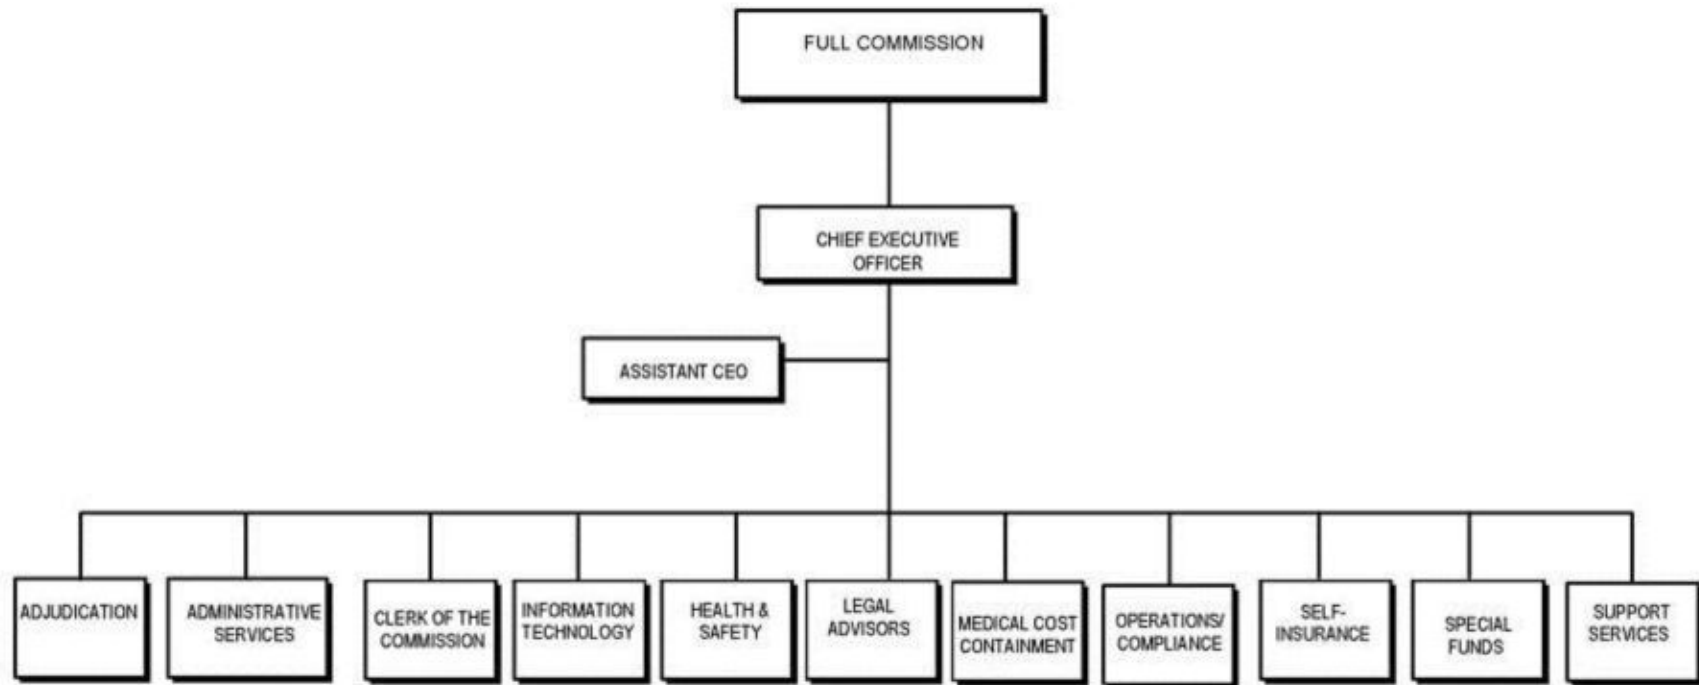 FULL COMMISSION
CHIEF EXECUTIVE
OFFICER
ASSISTANT CEO
ADJUDICATION
ADMINISTRATIVE
SERVICES
CLERK OF THE
COMMISSION
INFORMATION
TECHNOLOGY
HEALTH &
SAFETY
LEGAL
ADVISORS
MEDICAL COST
CONTAINMENT
OPERATIONS/
COMPLIANCE
SELF-
INSURANCE
SPECIAL
FUNDS
SUPPORT
SERVICES